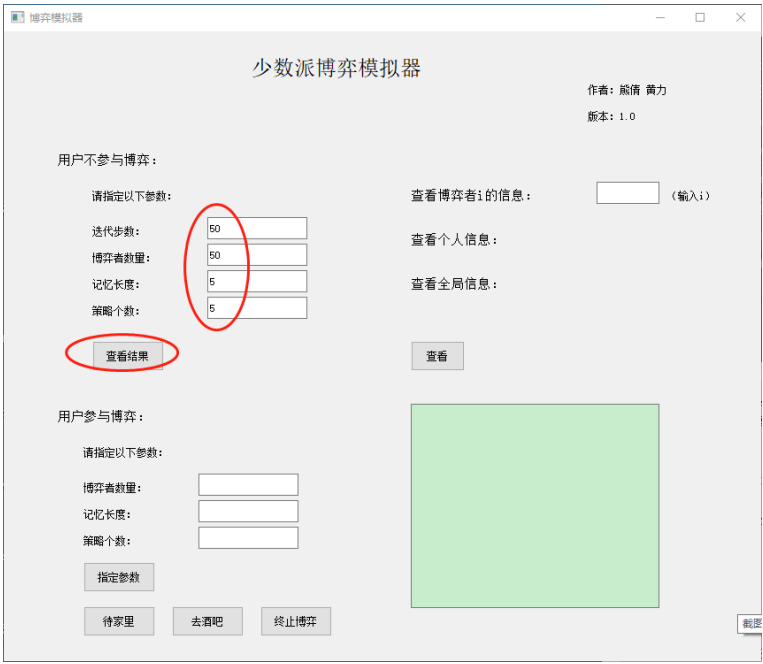 博弈模拟器
少数派博弈模拟器
作者：熊倩 黄力
版本：1.0
用户不参与博弈：
请指定以下参数：
迭代步数： 50
博弈者数量： 50
记忆长度： 5
策略个数： 5
查看结果
查看博弈者i的信息： （输入i）
查看个人信息：
查看全局信息：
查看
用户参与博弈：
请指定以下参数：
博弈者数量：
记忆长度：
策略个数：
指定参数
待家里 去酒吧 终止博弈
截图